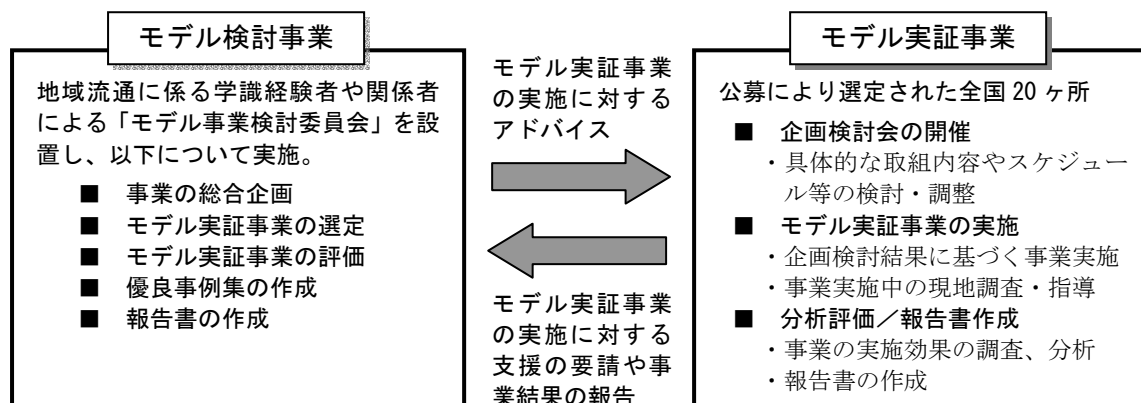 モデル検討事業
地域流通に係る学識経験者や関係者
による「モデル事業検討委員会」を設
置し、以下について実施。
■ 事業の総合企画
■ モデル実証事業の選定
■ モデル実証事業の評価
■ 優良事例集の作成
■ 報告書の作成
モデル実証事業
の実施に対する
アドバイス
モデル実証事業
の実施に対する
支援の要請や事
業結果の報告
モデル実証事業
公募により選定された全国 20 ヶ所
■ 企画検討会の開催
・具体的な取組内容やスケジュー
ル等の検討・調整
■ モデル実証事業の実施
・企画検討結果に基づく事業実施
・事業実施中の現地調査・指導
■ 分析評価／報告書作成
・事業の実施効果の調査、分析
・報告書の作成